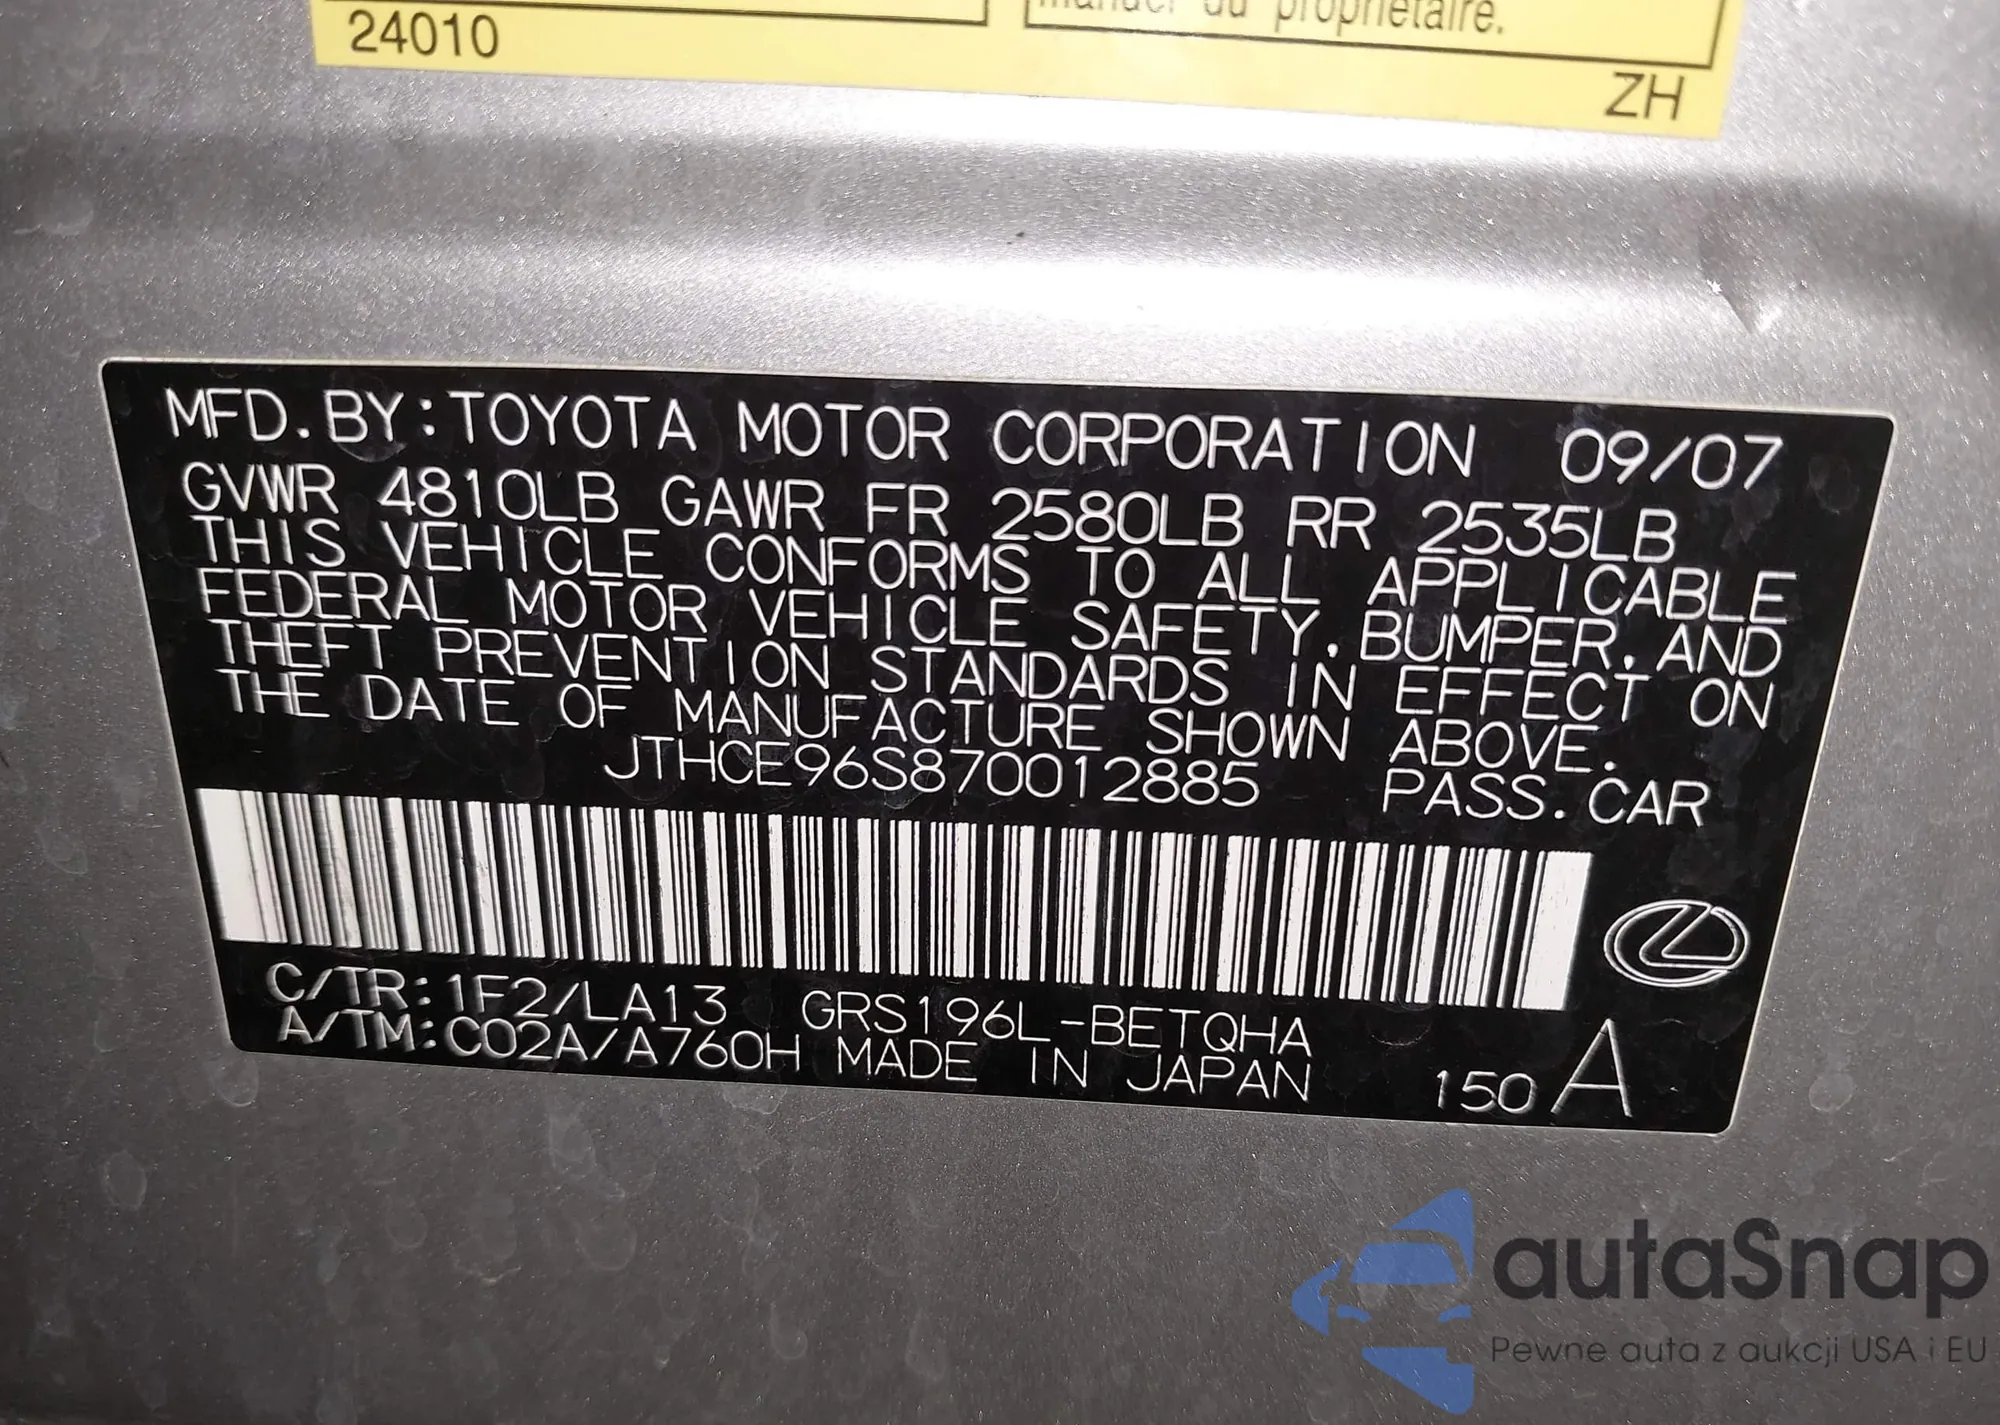 manuel du propriétaire.
24010
ZH
MFD.BY:TOYOTA MOTOR CORPORATION 09/07
GVWR 4810LB GAWR FR 2580LB RR 2535LB
THIS VEHICLE CONFORMS TO ALL APPLICABLE
FEDERAL MOTOR VEHICLE SAFETY,BUMPER,AND
THEFT PREVENTION STANDARDS IN EFFECT ON
THE DATE OF MANUFACTURE SHOWN ABOVE.
JTHCE96S870012885 PASS.CAR
C/TR:1F2/LA13 GRS196L-BETQHA
A/TM:C02A/A760H MADE IN JAPAN 150 A
autaSnap
Pewne auta z aukcji USA i EU